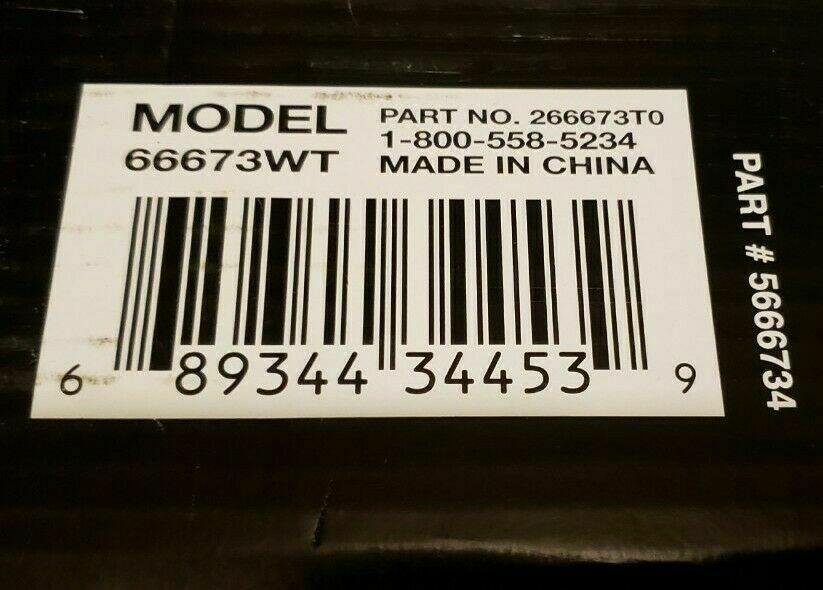 MODEL
66673WT
PART NO. 266673T0
1-800-558-5234
MADE IN CHINA
6 89344 34453 9
PART # 5666734